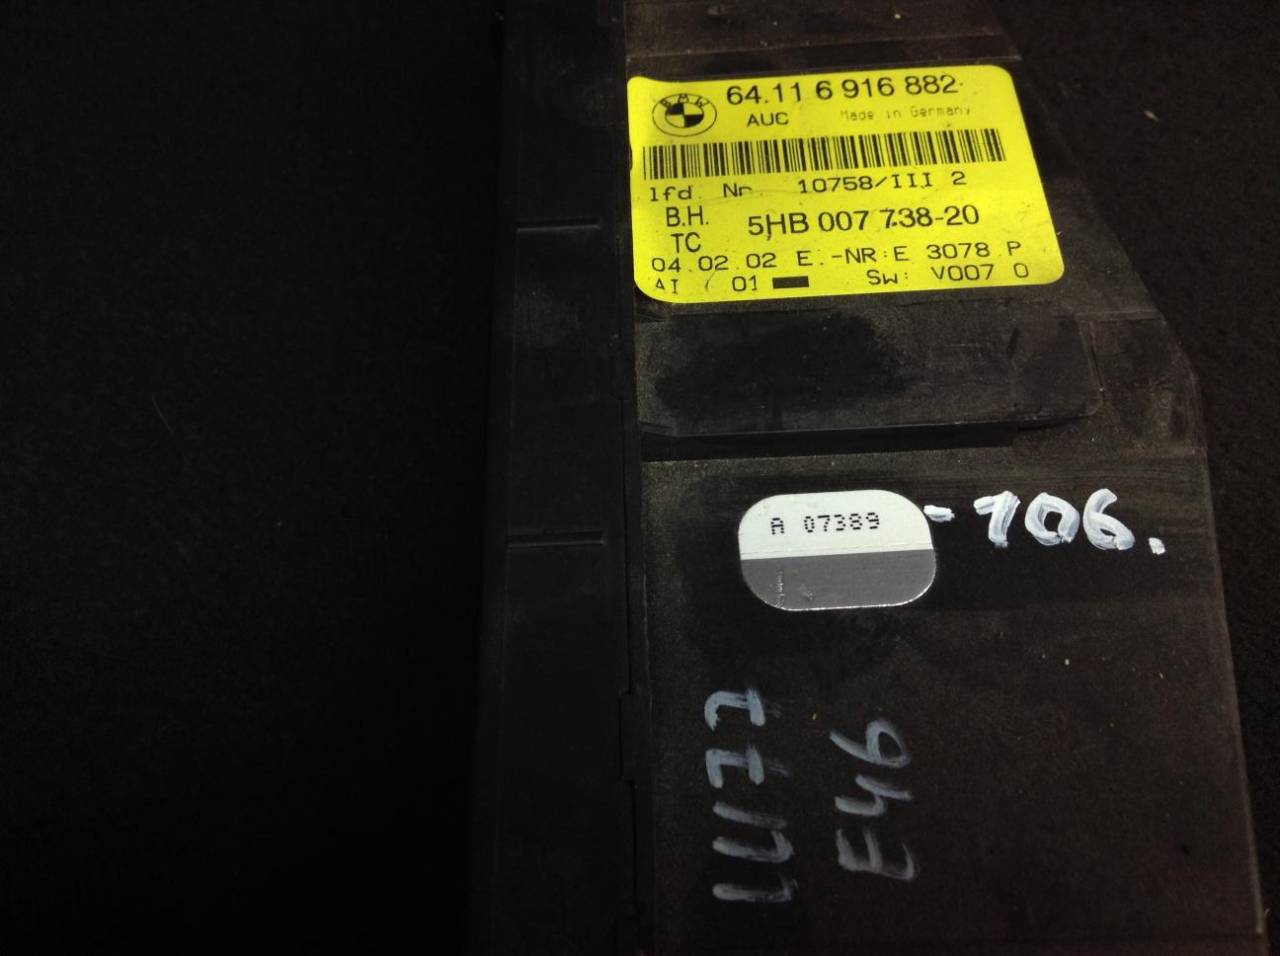 BMW
64.11 6 916 882
AUC Made in Germany
lfd. Nr. 10758/III 2
B.H. 5HB 007 738-20
TC
04.02.02 E.-NR:E 3078 P
AI / 01 SW: V007 0
A 07389
-106.
E46